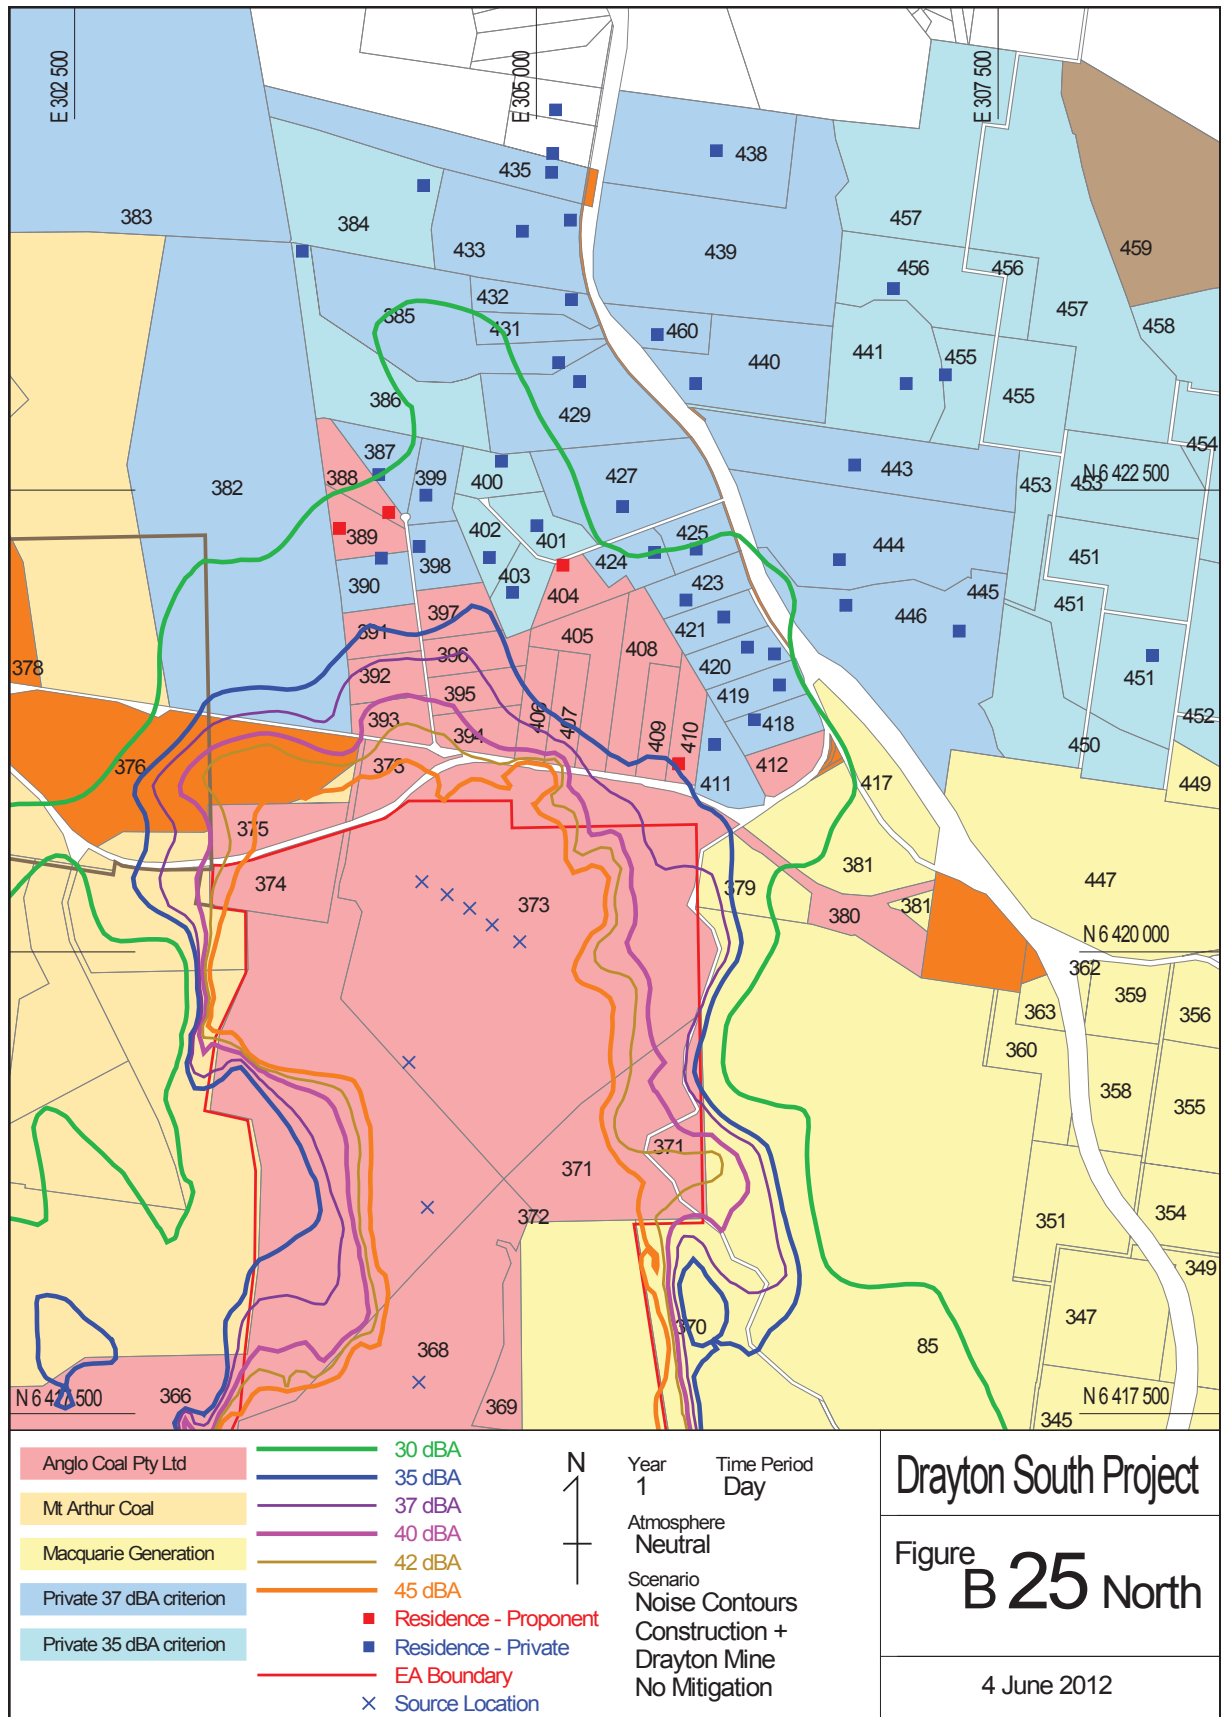 E 302 500
E 305 000
E 307 500
438
435
384
383
457
433
439
459
456
456
432
457
385
431
460
458
440
441
455
455
386
429
454
387
443
388
399
400
427
453
453
N 6 422 500
382
402
401
425
389
444
424
451
403
398
423
390
404
445
451
397
446
391
421
405
408
396
378
420
392
451
395
419
406
407
393
418
452
394
409
410
450
376
373
412
411
417
449
375
381
447
374
379
373
381
380
N 6 420 000
362
359
363
356
360
358
355
371
371
372
351
354
349
347
370
85
368
N 6 417 500
366
369
345
N 6 417 500
Anglo Coal Pty Ltd
Mt Arthur Coal
Macquarie Generation
Private 37 dBA criterion
Private 35 dBA criterion
30 dBA
35 dBA
37 dBA
40 dBA
42 dBA
45 dBA
Residence - Proponent
Residence - Private
EA Boundary
Source Location
N
Year Time Period
1 Day
Atmosphere
Neutral
Scenario
Noise Contours
Construction +
Drayton Mine
No Mitigation
Drayton South Project
Figure
B 25 North
4 June 2012